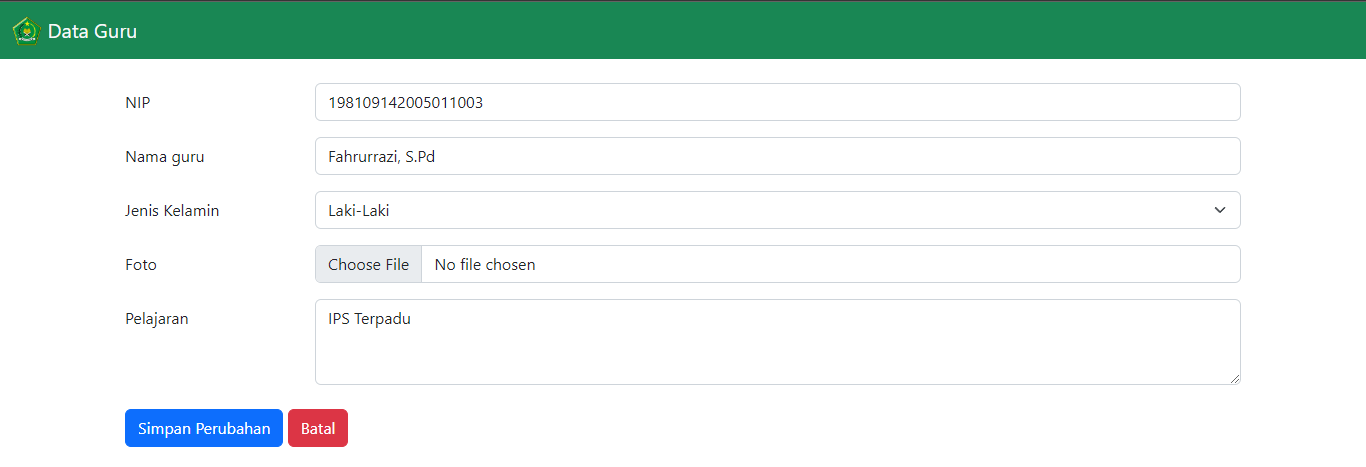 Data Guru
NIP 198109142005011003
Nama guru Fahrurrazi, S.Pd
Jenis Kelamin Laki-Laki
Foto Choose File No file chosen
Pelajaran IPS Terpadu
Simpan Perubahan Batal